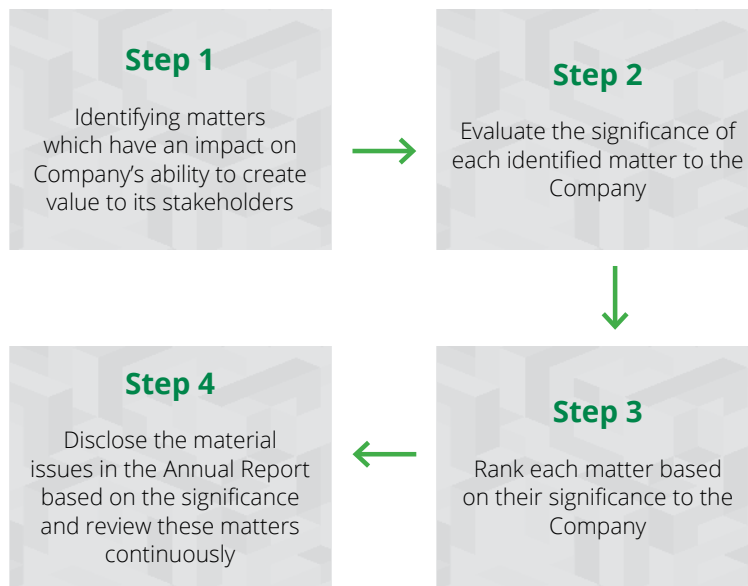 Step 1
Identifying matters
which have an impact on
Company’s ability to create
value to its stakeholders
Step 2
Evaluate the significance of
each identified matter to the
Company
Step 3
Rank each matter based
on their significance to the
Company
Step 4
Disclose the material
issues in the Annual Report
based on the significance
and review these matters
continuously